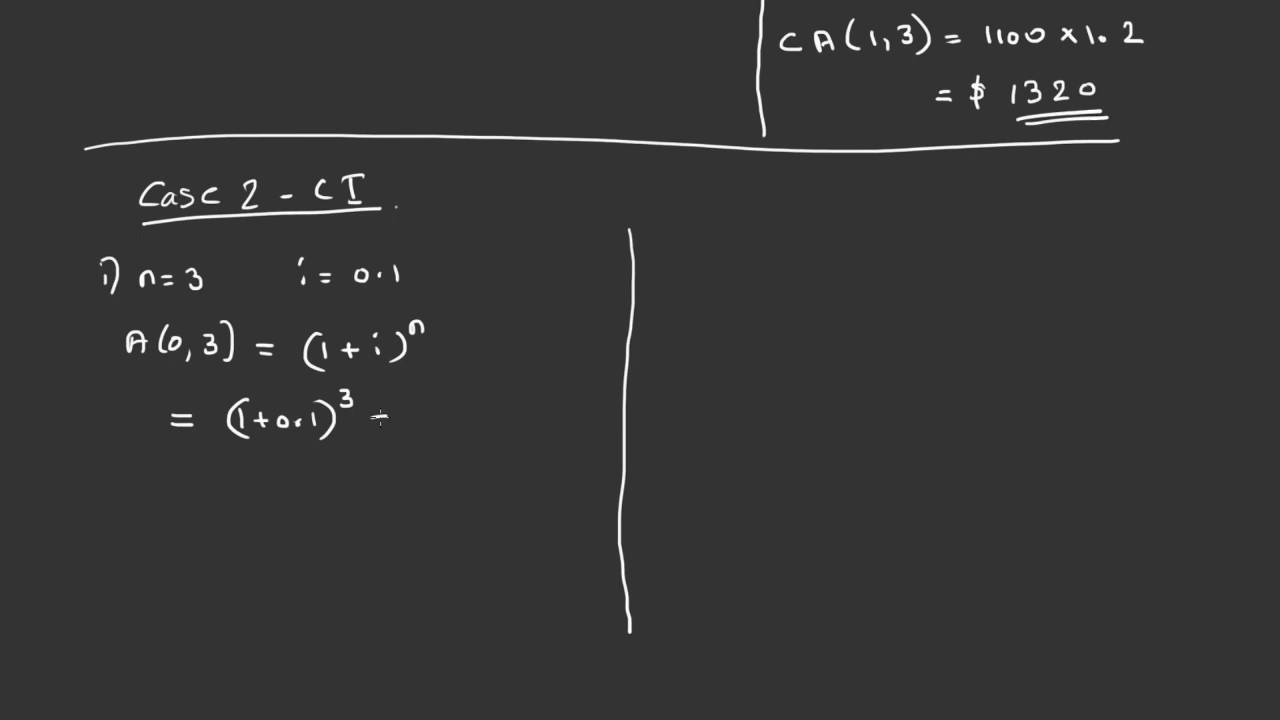 CA(1,3) = 1100 × 1.2
= $ 1320
Case 2 - CI
i) n=3 i = 0.1
A(0,3] = (1 + i)ⁿ
= (1+0.1)³ =